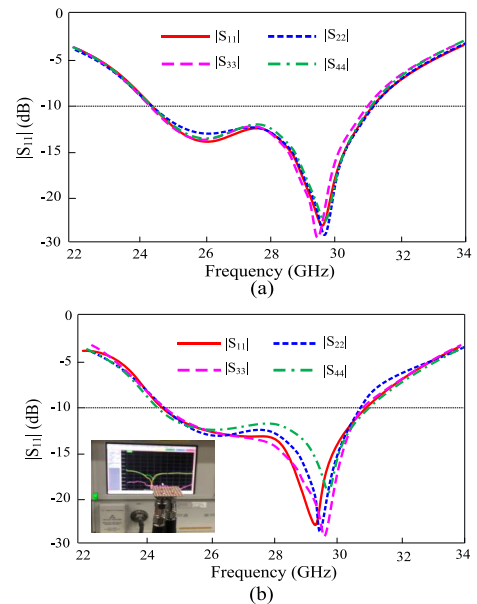 0
-5
-10
-15
-20
-30
|S11| (dB)
|S11|
|S22|
|S33|
|S44|
22
24
26
28
30
32
34
Frequency (GHz)
(a)
0
-5
-10
-15
-20
-30
|S11| (dB)
|S11|
|S22|
|S33|
|S44|
22
24
26
28
30
32
34
Frequency (GHz)
(b)